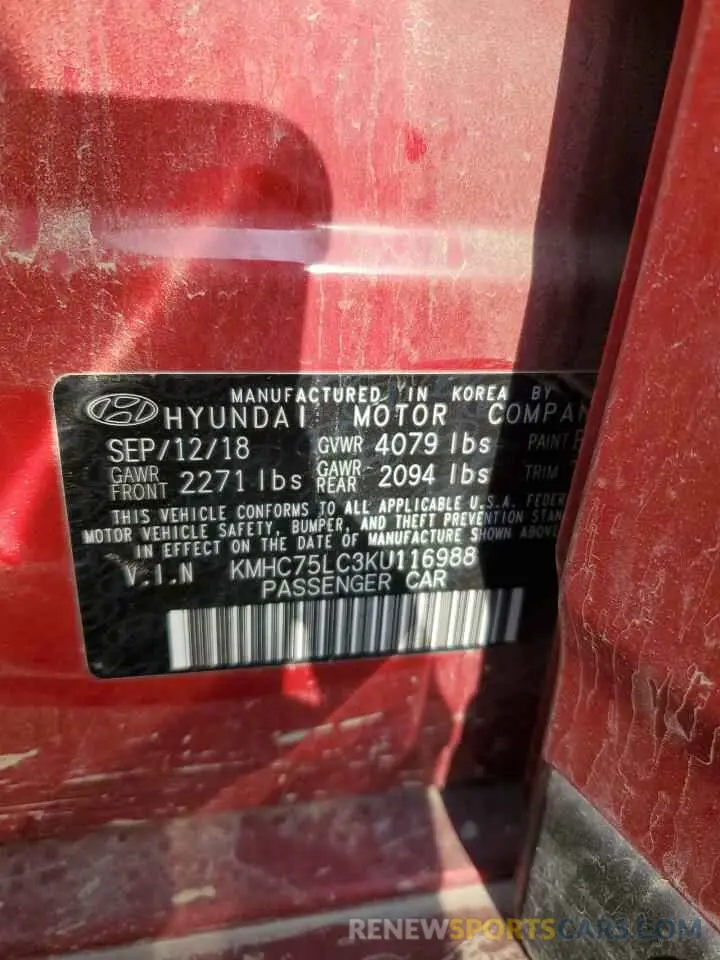 MANUFACTURED IN KOREA BY
HYUNDAI MOTOR COMPAN
SEP/12/18 GVWR 4079 lbs PAINT
GAWR FRONT 2271 lbs GAWR REAR 2094 lbs TRIM
THIS VEHICLE CONFORMS TO ALL APPLICABLE U.S.A. FEDER
MOTOR VEHICLE SAFETY, BUMPER, AND THEFT PREVENTION STAN
IN EFFECT ON THE DATE OF MANUFACTURE SHOWN ABOVE
V.I.N KMHC75LC3KU116988
PASSENGER CAR
RENEWSPORTSCARS.COM